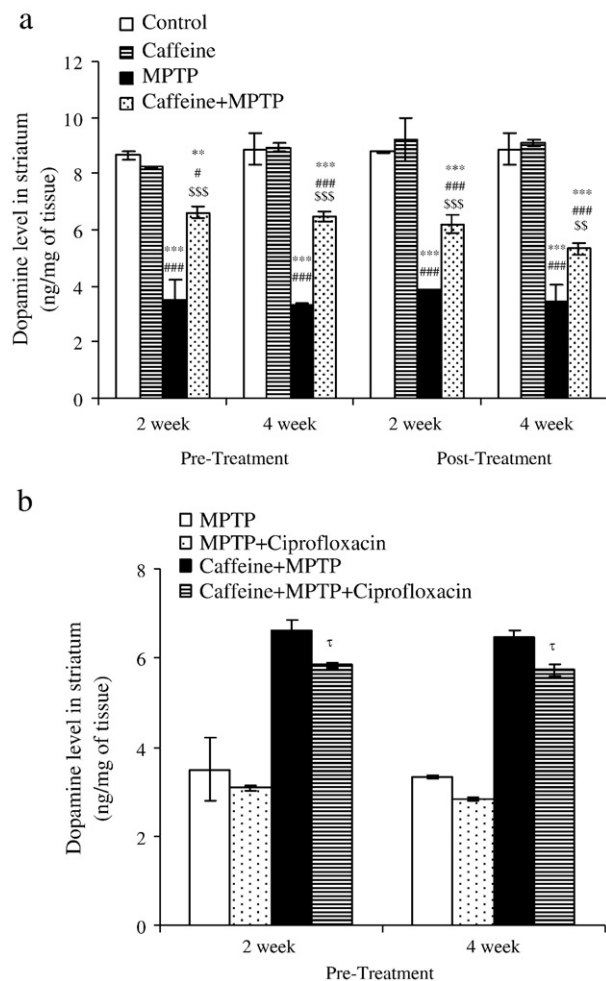 a
Control
Caffeine
MPTP
Caffeine+MPTP
Dopamine level in striatum
(ng/mg of tissue)
12
10
8
6
4
2
0
**
#
$$$
***
###
***
###
$$$
***
###
***
###
$$$
***
###
***
###
$$
***
###
2 week
4 week
2 week
4 week
Pre-Treatment
Post-Treatment
b
MPTP
MPTP+Ciprofloxacin
Caffeine+MPTP
Caffeine+MPTP+Ciprofloxacin
Dopamine level in striatum
(ng/mg of tissue)
8
6
4
2
0
τ
τ
2 week
4 week
Pre-Treatment